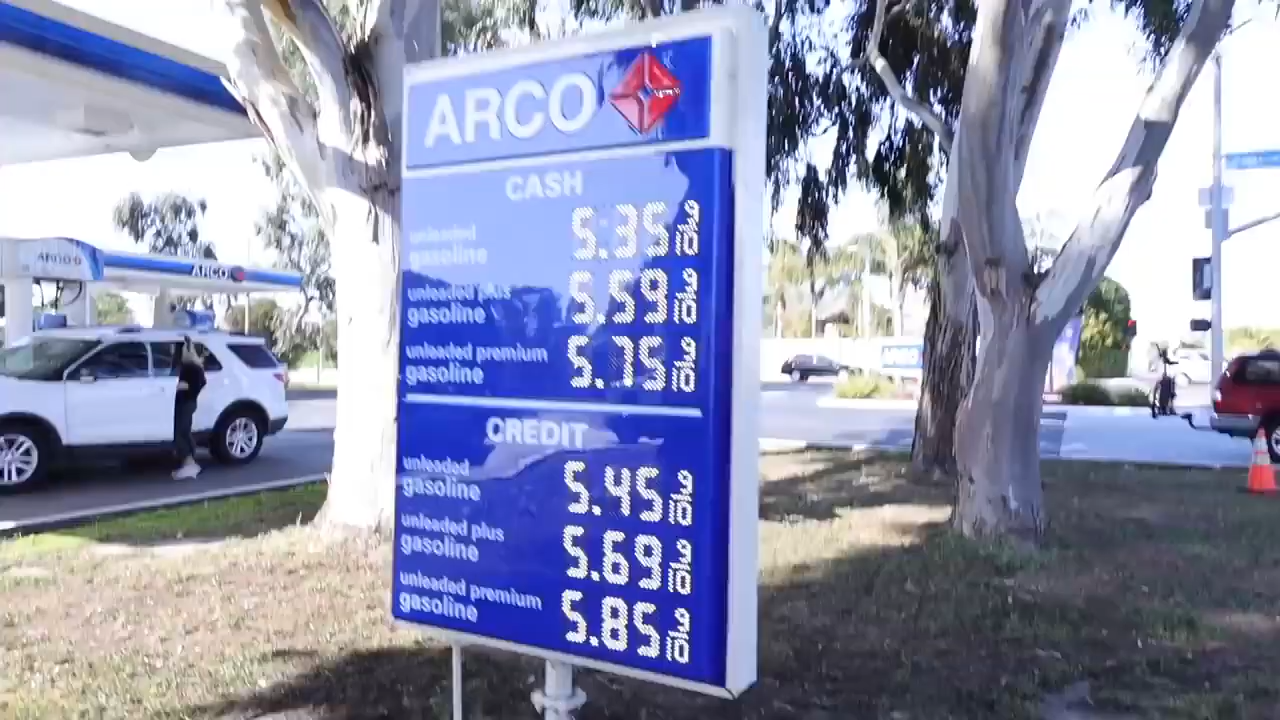 ARCO
CASH
unleaded
gasoline
5.35 9/10
unleaded plus
gasoline
5.59 9/10
unleaded premium
gasoline
5.75 9/10
CREDIT
unleaded
gasoline
5.45 9/10
unleaded plus
gasoline
5.69 9/10
unleaded premium
gasoline
5.85 9/10
ARCO
ARCO
ARCO